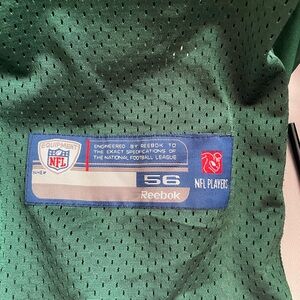 EQUIPMENT
NFL
ENGINEERED BY REEBOK TO
THE EXACT SPECIFICATIONS OF
THE NATIONAL FOOTBALL LEAGUE
56
Reebok
NFL PLAYERS